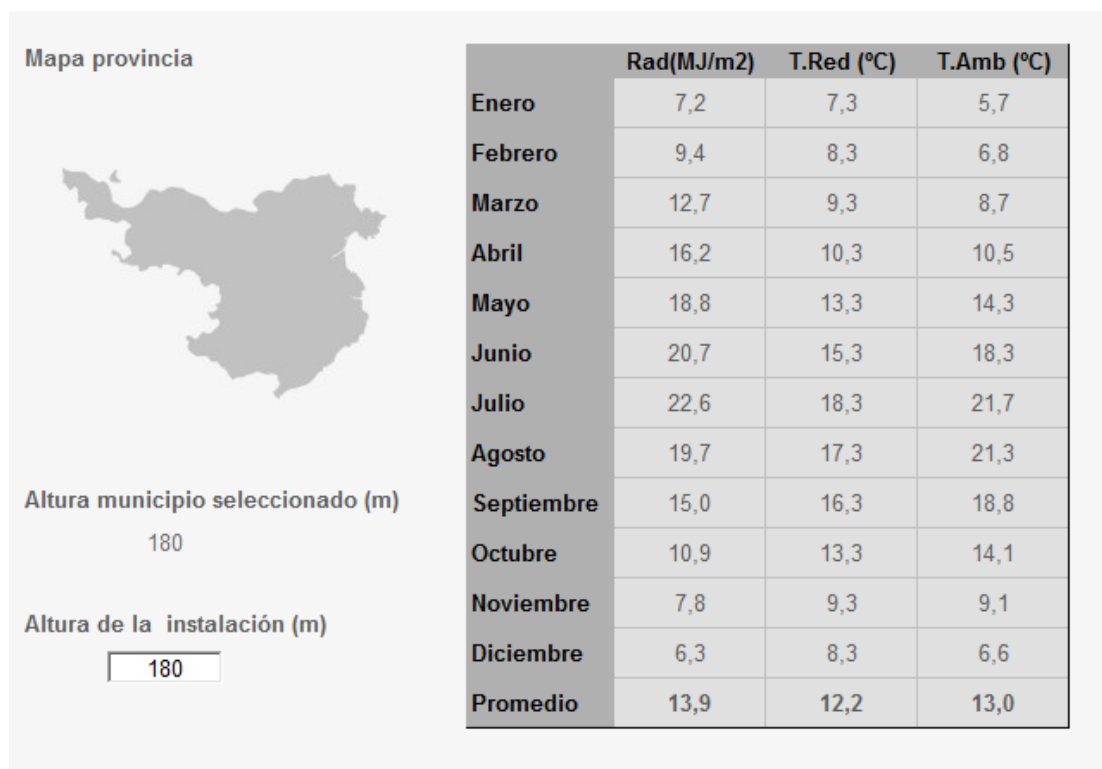 Mapa provincia
Rad(MJ/m2) T.Red (ºC) T.Amb (ºC)
Enero 7,2 7,3 5,7
Febrero 9,4 8,3 6,8
Marzo 12,7 9,3 8,7
Abril 16,2 10,3 10,5
Mayo 18,8 13,3 14,3
Junio 20,7 15,3 18,3
Julio 22,6 18,3 21,7
Agosto 19,7 17,3 21,3
Septiembre 15,0 16,3 18,8
Octubre 10,9 13,3 14,1
Noviembre 7,8 9,3 9,1
Diciembre 6,3 8,3 6,6
Promedio 13,9 12,2 13,0
Altura municipio seleccionado (m)
180
Altura de la instalación (m)
180